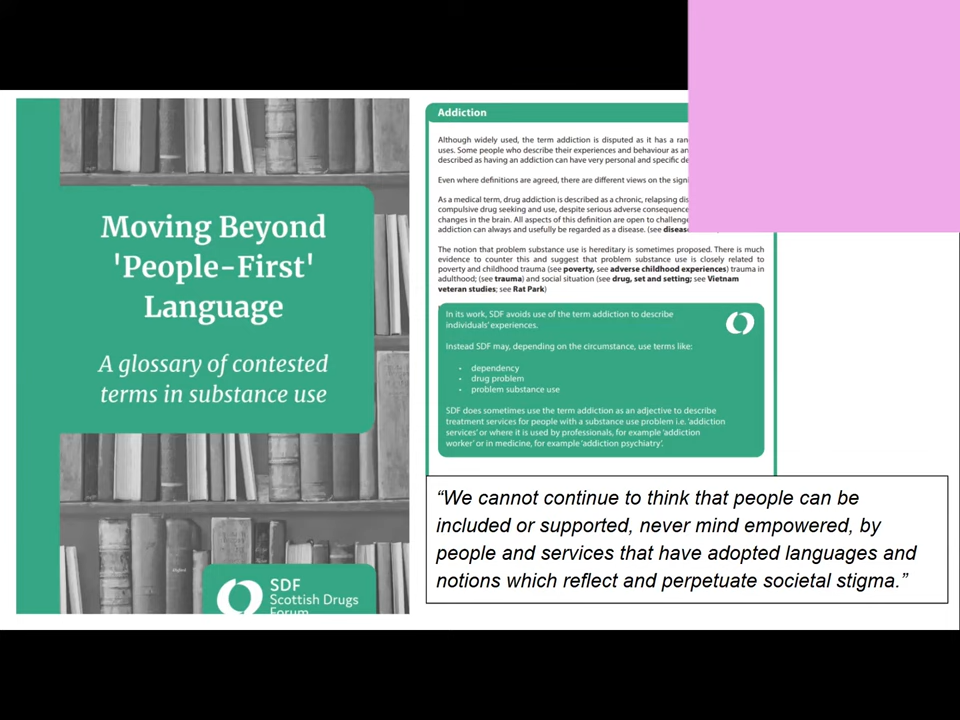 Moving Beyond
'People-First'
Language
A glossary of contested
terms in substance use
SDF
Scottish Drugs
Forum
Addiction
Although widely used, the term addiction is disputed as it has a
uses. Some people who describe their experiences and behaviour as
described as having an addiction can have very personal and specific
Even where definitions are agreed, there are different views on the
As a medical term, drug addiction is described as a chronic, relapsing
compulsive drug seeking and use, despite serious adverse
changes in the brain. All aspects of this definition are open to
addiction can always and usefully be regarded as a disease. (see
The notion that problem substance use is hereditary is sometimes proposed. There is much
evidence to counter this and suggest that problem substance use is closely related to
poverty and childhood trauma (see poverty, see adverse childhood experiences) trauma in
adulthood; (see trauma) and social situation (see drug, set and setting; see Vietnam
veteran studies; see Rat Park)
In its work, SDF avoids use of the term addiction to describe
individuals' experiences.
Instead SDF may, depending on the circumstance, use terms like:
• dependency
• drug problem
• problem substance use
SDF does sometimes use the term addiction as an adjective to describe
treatment services for people with a substance use problem i.e. 'addiction
services' or where it is used by professionals, for example 'addiction
worker' or in medicine, for example 'addiction psychiatry'.
“We cannot continue to think that people can be
included or supported, never mind empowered, by
people and services that have adopted languages and
notions which reflect and perpetuate societal stigma.”